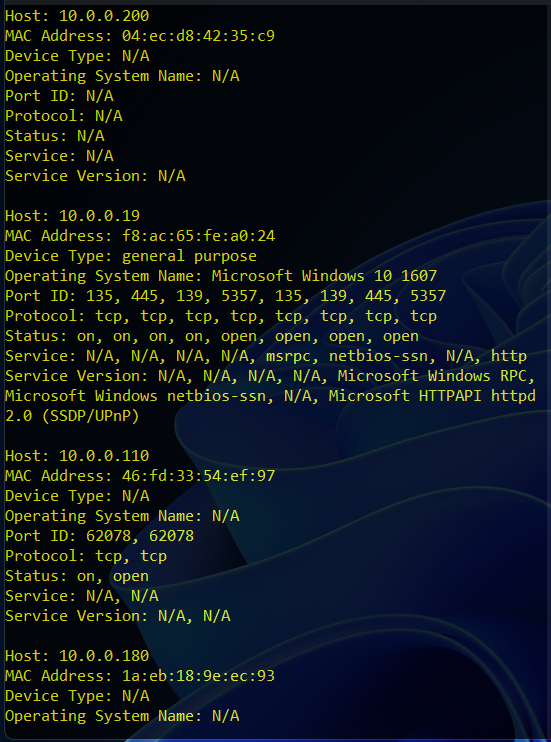 Host: 10.0.0.200
MAC Address: 04:ec:d8:42:35:c9
Device Type: N/A
Operating System Name: N/A
Port ID: N/A
Protocol: N/A
Status: N/A
Service: N/A
Service Version: N/A

Host: 10.0.0.19
MAC Address: f8:ac:65:fe:a0:24
Device Type: general purpose
Operating System Name: Microsoft Windows 10 1607
Port ID: 135, 445, 139, 5357, 135, 139, 445, 5357
Protocol: tcp, tcp, tcp, tcp, tcp, tcp, tcp, tcp
Status: on, on, on, on, open, open, open, open
Service: N/A, N/A, N/A, N/A, msrpc, netbios-ssn, N/A, http
Service Version: N/A, N/A, N/A, N/A, Microsoft Windows RPC,
Microsoft Windows netbios-ssn, N/A, Microsoft HTTPAPI httpd
2.0 (SSDP/UPnP)

Host: 10.0.0.110
MAC Address: 46:fd:33:54:ef:97
Device Type: N/A
Operating System Name: N/A
Port ID: 62078, 62078
Protocol: tcp, tcp
Status: on, open
Service: N/A, N/A
Service Version: N/A, N/A

Host: 10.0.0.180
MAC Address: 1a:eb:18:9e:ec:93
Device Type: N/A
Operating System Name: N/A